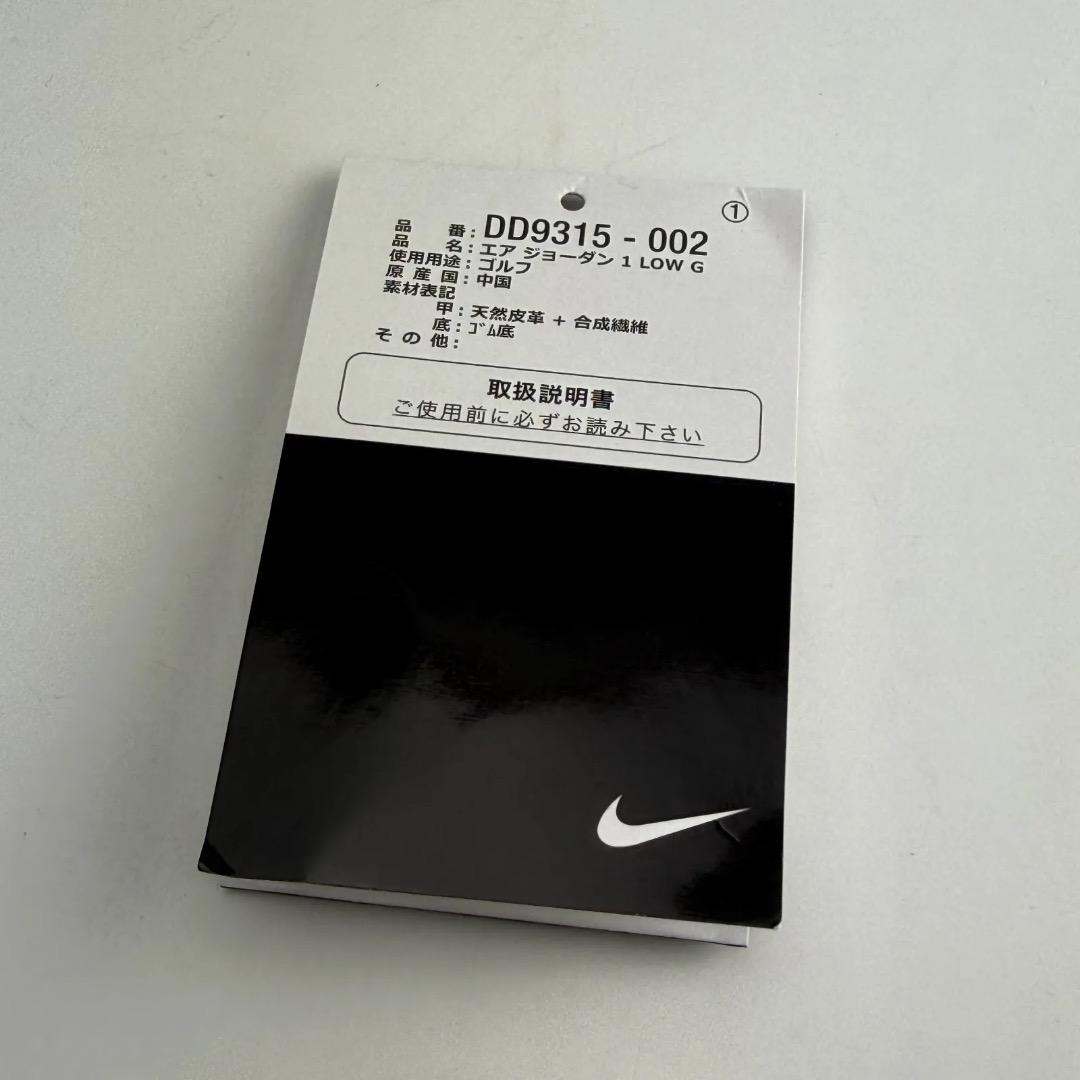 ①
品 番：DD9315 - 002
品 名：エア ジョーダン 1 LOW G
使用用途：ゴルフ
原 産 国：中国
素材表記
甲：天然皮革 + 合成繊維
底：ｺﾞﾑ底
そ の 他：
取扱説明書
ご使用前に必ずお読み下さい